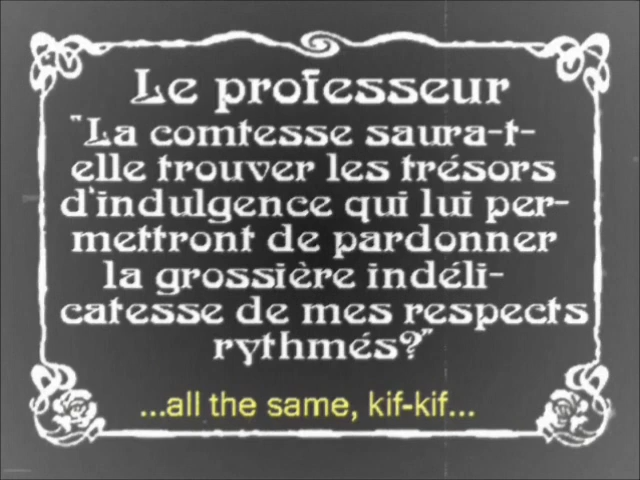 Le professeur
"La comtesse saura-t-
elle trouver les trésors
d'indulgence qui lui per-
mettront de pardonner
la grossière indéli-
catesse de mes respects
rythmés?"
...all the same, kif-kif...